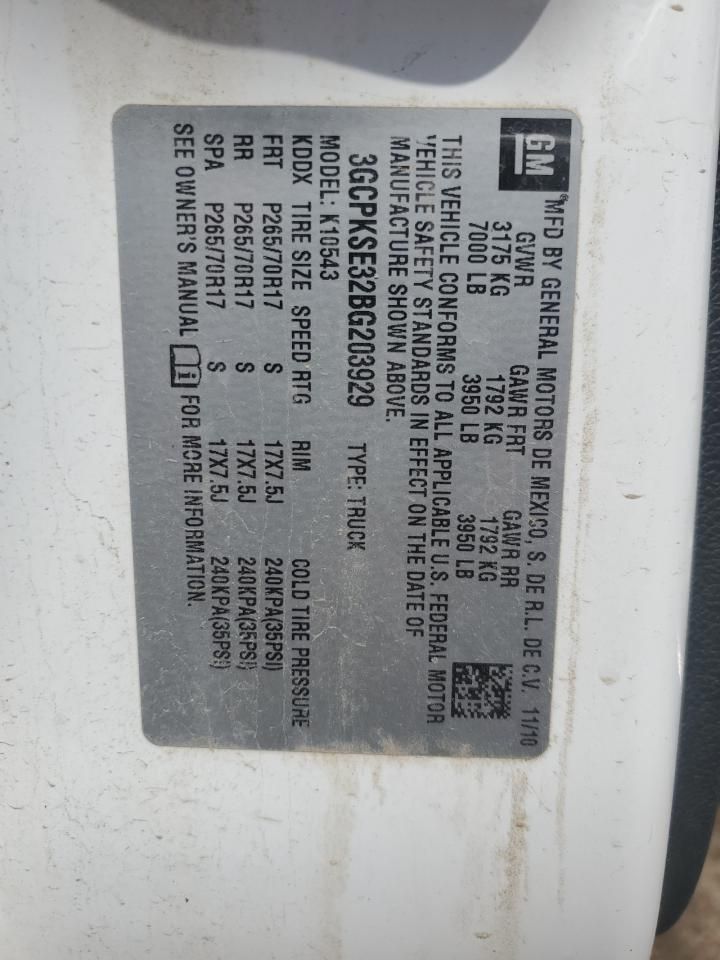 GM
® MFD BY GENERAL MOTORS DE MEXICO, S. DE R.L. DE C.V. 11/10
GVWR GAWR FRT GAWR RR
3175 KG 1792 KG 1792 KG
7000 LB 3950 LB 3950 LB
THIS VEHICLE CONFORMS TO ALL APPLICABLE U.S. FEDERAL MOTOR
VEHICLE SAFETY STANDARDS IN EFFECT ON THE DATE OF
MANUFACTURE SHOWN ABOVE.
3GCPKSE32BG203929 TYPE: TRUCK
MODEL: K10543
KDDX TIRE SIZE SPEED RTG RIM COLD TIRE PRESSURE
FRT P265/70R17 S 17X7.5J 240KPA(35PSI)
RR P265/70R17 S 17X7.5J 240KPA(35PSI)
SPA P265/70R17 S 17X7.5J 240KPA(35PSI)
SEE OWNER'S MANUAL i FOR MORE INFORMATION.